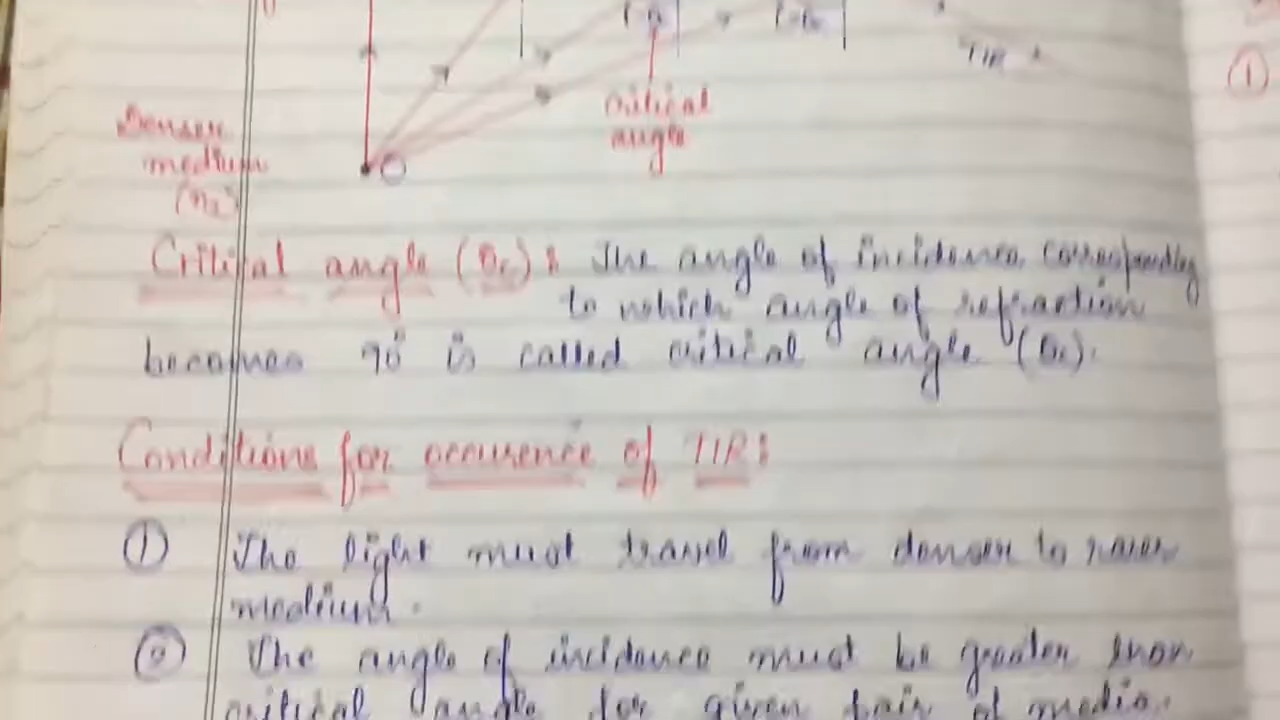 TIR
①
Critical
angle
Denser
medium
(n₂)
Critical angle (θc) : The angle of incidence corresponding
to which angle of refraction
becomes 90° is called critical angle (θc).
Conditions for occurence of TIR:
① The light must travel from denser to rarer
medium.
② The angle of incidence must be greater than
critical angle for given pair of media.